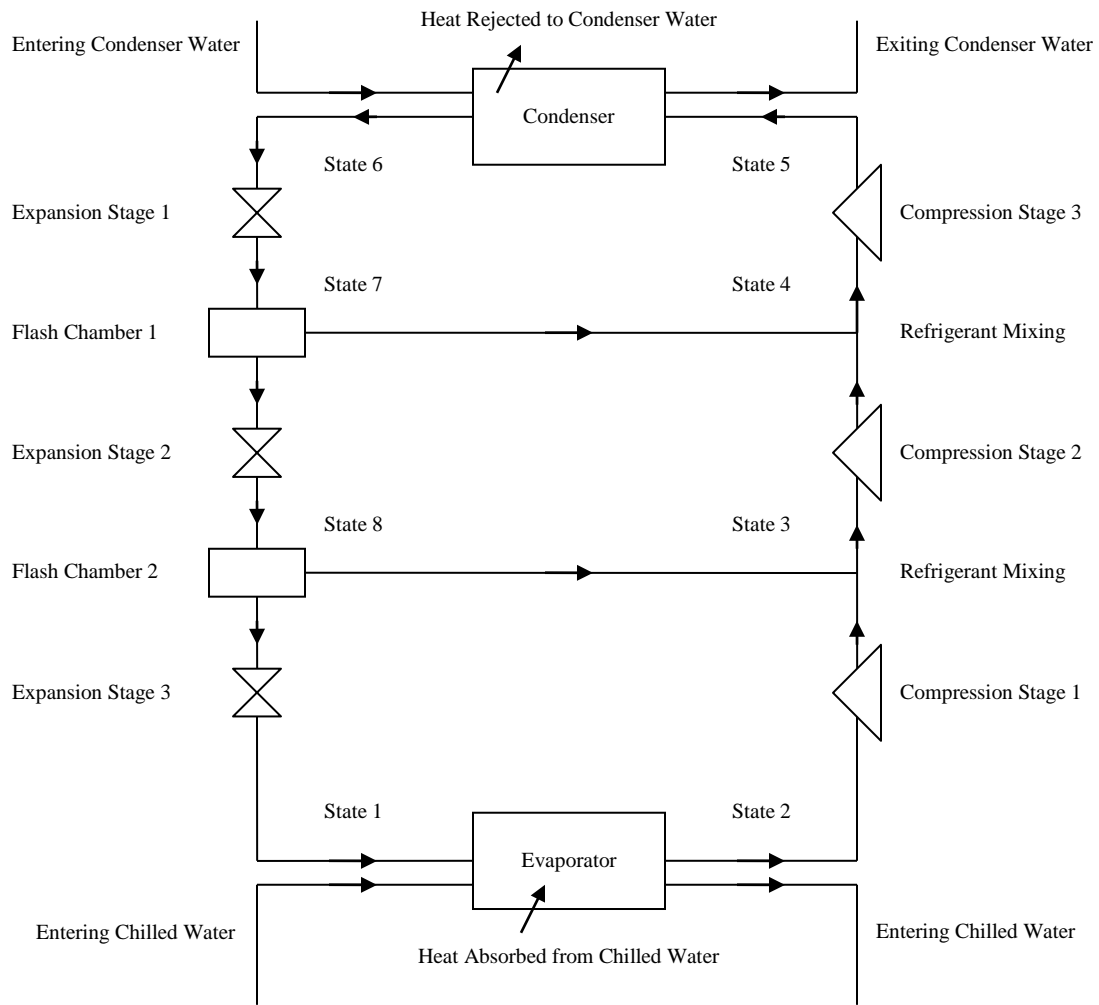 Heat Rejected to Condenser Water
Entering Condenser Water
Exiting Condenser Water
Condenser
State 6
State 5
Expansion Stage 1
Compression Stage 3
State 7
State 4
Flash Chamber 1
Refrigerant Mixing
Expansion Stage 2
Compression Stage 2
State 8
State 3
Flash Chamber 2
Refrigerant Mixing
Expansion Stage 3
Compression Stage 1
State 1
State 2
Evaporator
Entering Chilled Water
Entering Chilled Water
Heat Absorbed from Chilled Water